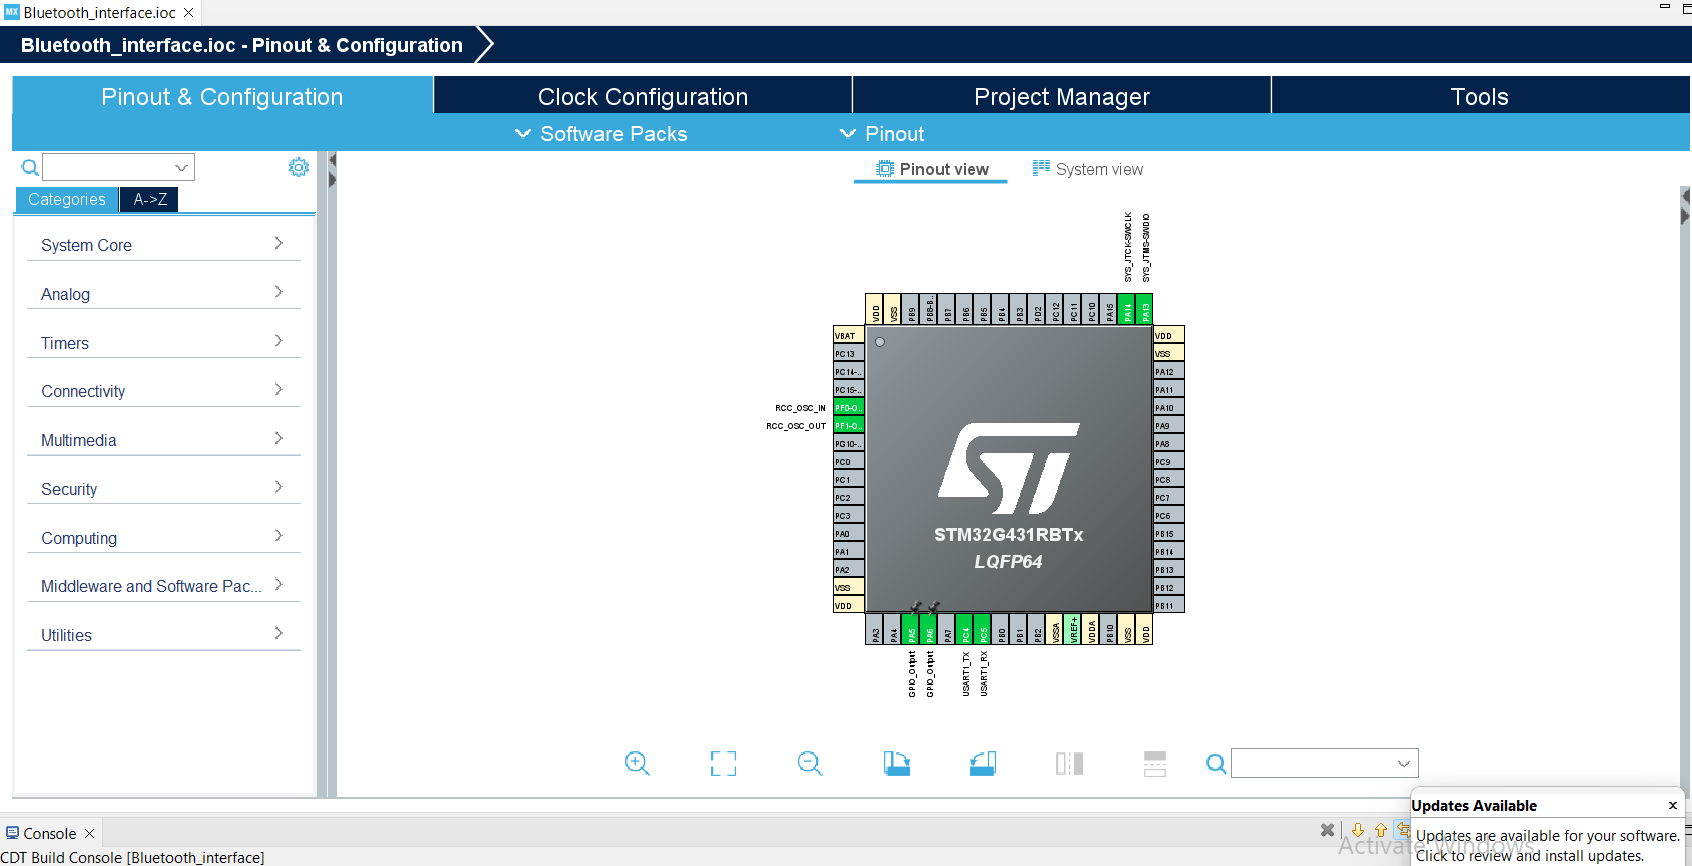 MX Bluetooth_interface.ioc
Bluetooth_interface.ioc - Pinout & Configuration
Pinout & Configuration
Clock Configuration
Project Manager
Tools
Software Packs
Pinout
Categories
A->Z
Pinout view
System view
System Core
Analog
Timers
Connectivity
Multimedia
Security
Computing
Middleware and Software Pac...
Utilities
SYS_JTCK-SWCLK
SYS_JTMS-SWDIO
VDD
VSS
PB9
PB8-B..
PB7
PB6
PB5
PB4
PB3
PD2
PC12
PC11
PC10
PA15
PA14
PA13
VBAT
PC13
PC14-..
PC15-..
RCC_OSC_IN PF0-O..
RCC_OSC_OUT PF1-O..
PG10-..
PC0
PC1
PC2
PC3
PA0
PA1
PA2
VSS
VDD
VDD
VSS
PA12
PA11
PA10
PA9
PA8
PC9
PC8
PC7
PC6
PB15
PB14
PB13
PB12
PB11
STM32G431RBTx
LQFP64
PA3
PA4
PA5
PA6
PA7
PC4
PC5
PB0
PB1
PB2
VSSA
VREF+
VDDA
PB10
VSS
VDD
GPIO_Output
GPIO_Output
USART1_TX
USART1_RX
Updates Available
Updates are available for your software.
Click to review and install updates.
Activate Windows
Console
CDT Build Console [Bluetooth_interface]